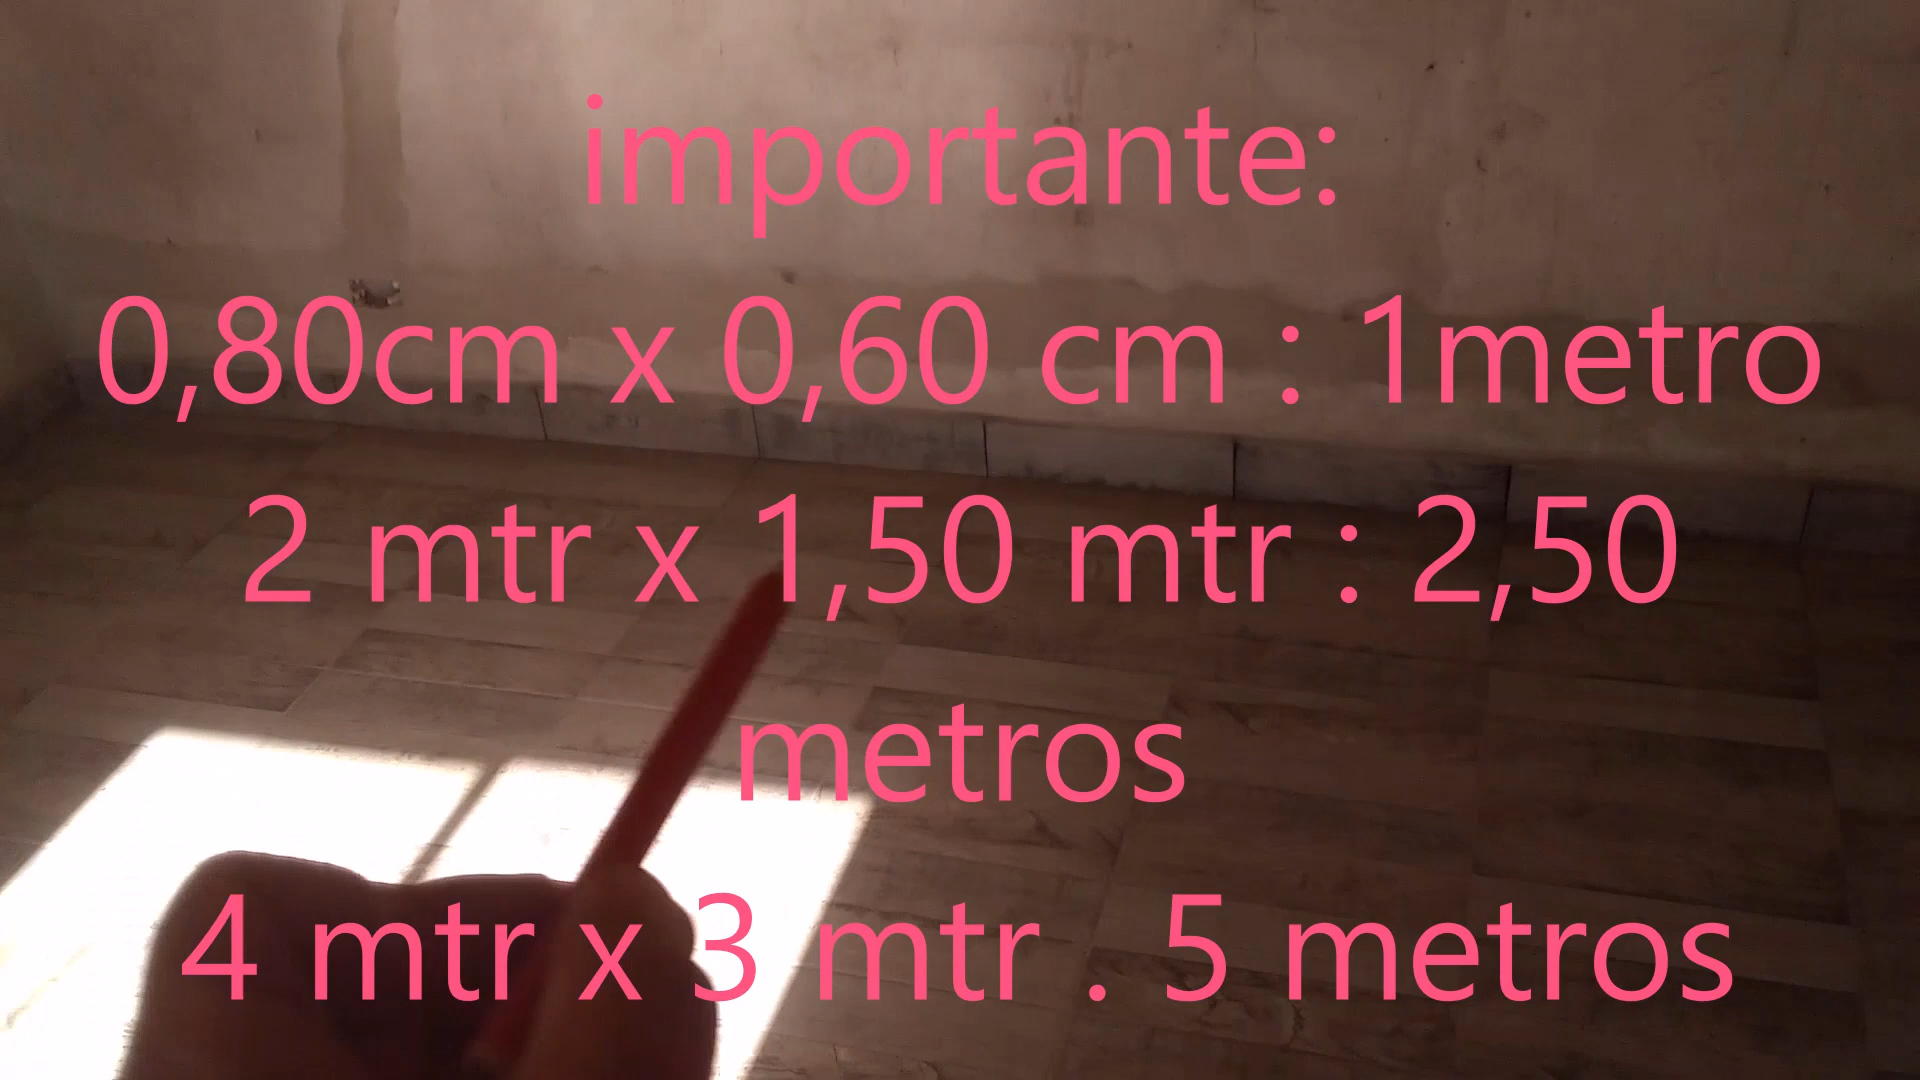 importante:
0,80cm x 0,60 cm : 1metro
2 mtr x 1,50 mtr : 2,50
metros
4 mtr x 3 mtr . 5 metros